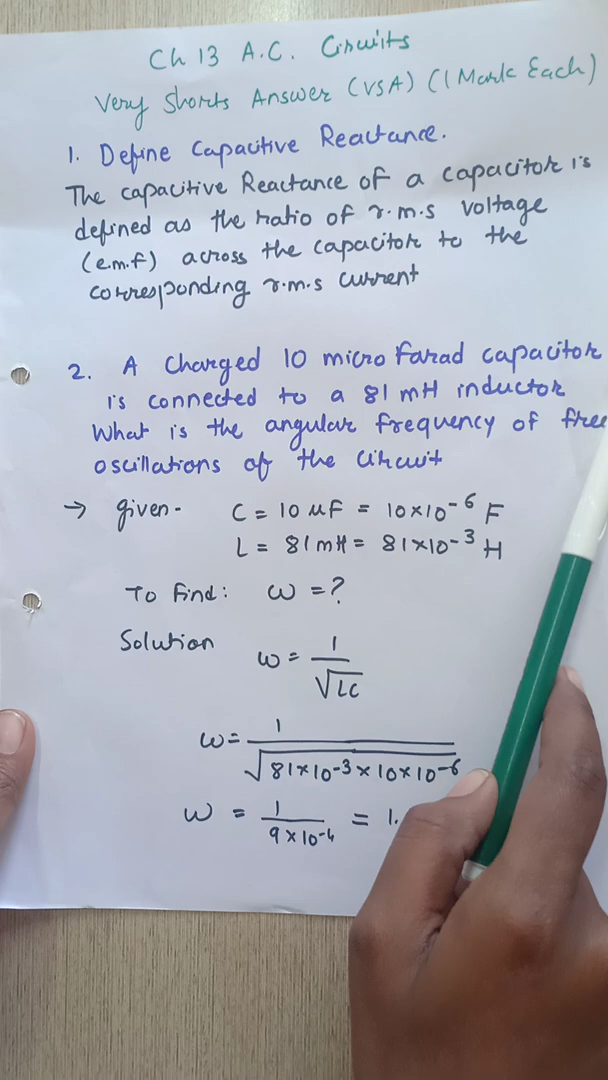 Ch 13 A.C. Circuits
Very Shorts Answer (VSA) (1 Mark Each)
1. Define Capacitive Reactance.
The capacitive Reactance of a capacitor is
defined as the ratio of r.m.s voltage
(e.m.f) across the capacitor to the
corresponding r.m.s current
2. A charged 10 micro farad capacitor
is connected to a 81 mH inductor
What is the angular frequency of free
oscillations of the circuit
→ given - C = 10 μF = 10×10⁻⁶ F
L = 81 mH = 81×10⁻³ H
To find: ω = ?
Solution ω = 1/√LC
ω = 1/√81×10⁻³×10×10⁻⁶
ω = 1/9×10⁻⁴ = 1.